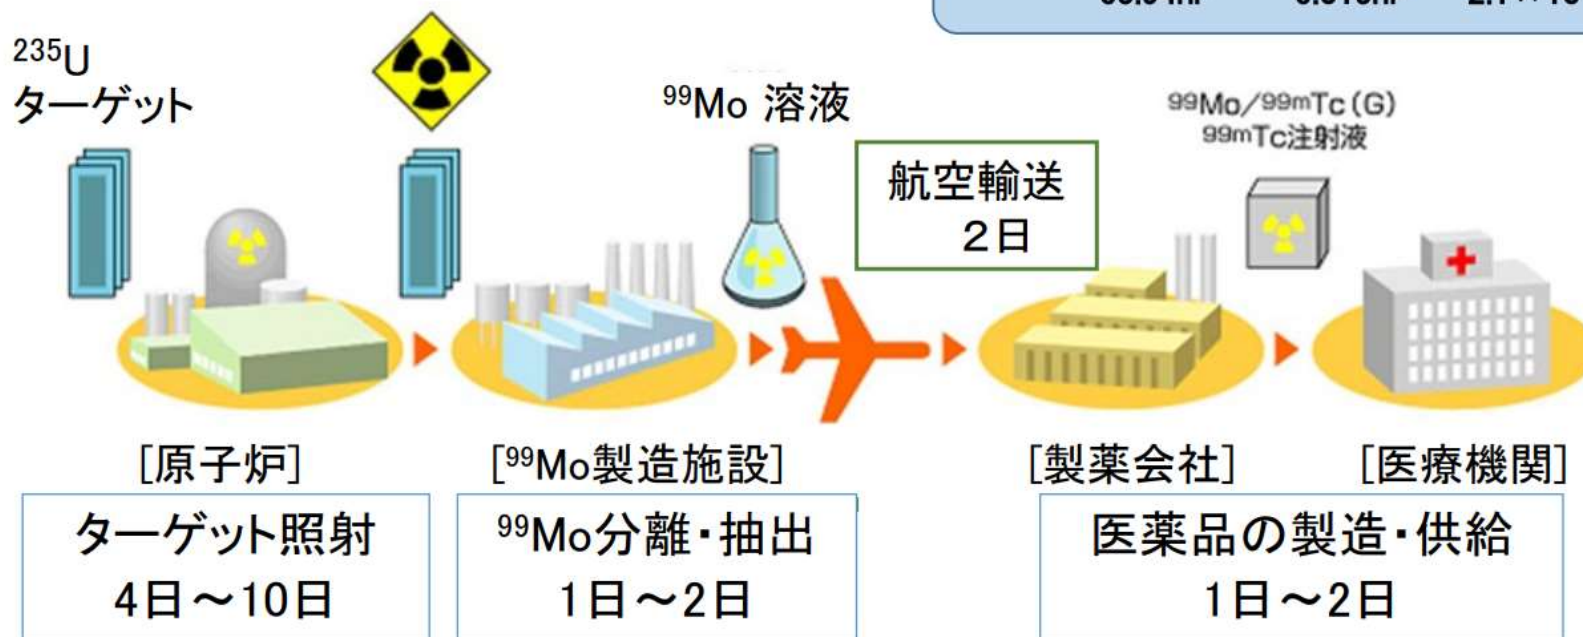 ²³⁵U
ターゲット
⁹⁹Mo 溶液
航空輸送
２日
⁹⁹Mo/⁹⁹ᵐTc(G)
⁹⁹ᵐTc注射液
[原子炉]
[⁹⁹Mo製造施設]
[製薬会社]
[医療機関]
ターゲット照射
4日～10日
⁹⁹Mo分離・抽出
1日～2日
医薬品の製造・供給
1日～2日